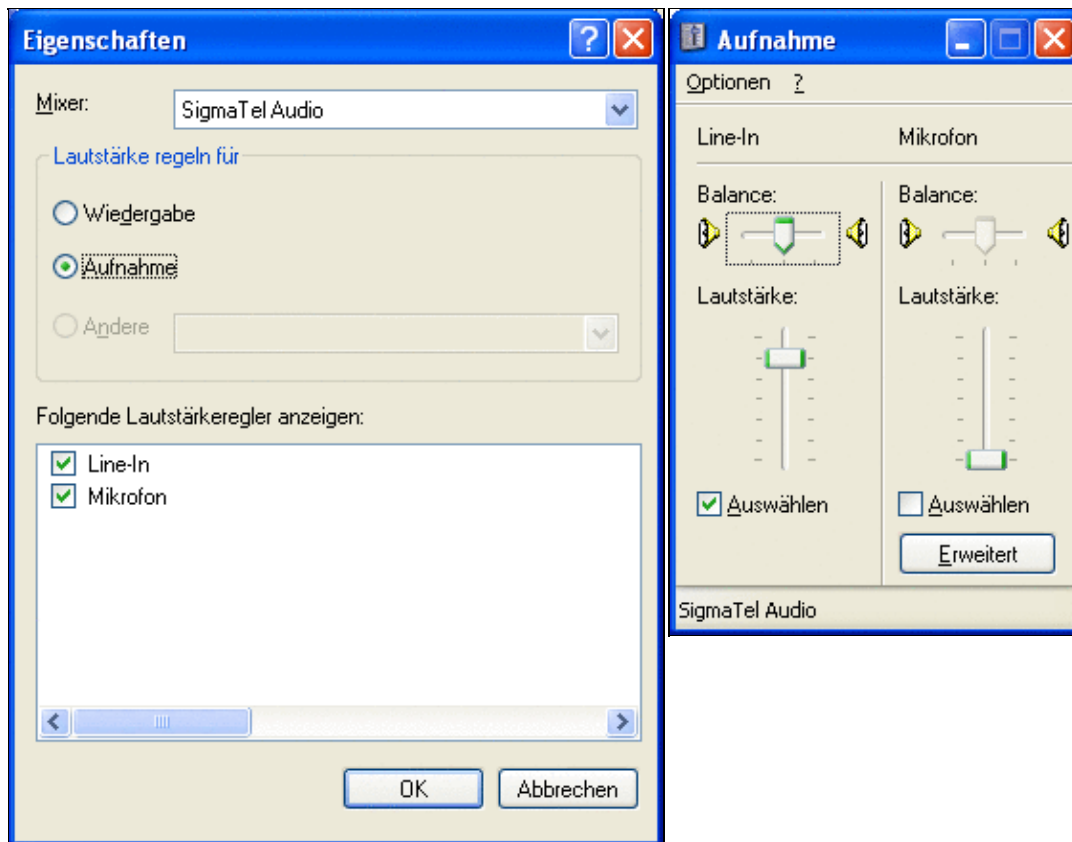 Eigenschaften
Mixer:
SigmaTel Audio
Lautstärke regeln für
Wiedergabe
Aufnahme
Andere
Folgende Lautstärkeregler anzeigen:
Line-In
Mikrofon
OK Abbrechen
Aufnahme
Optionen ?
Line-In Mikrofon
Balance: Balance:
Lautstärke: Lautstärke:
Auswählen Auswählen
Erweitert
SigmaTel Audio